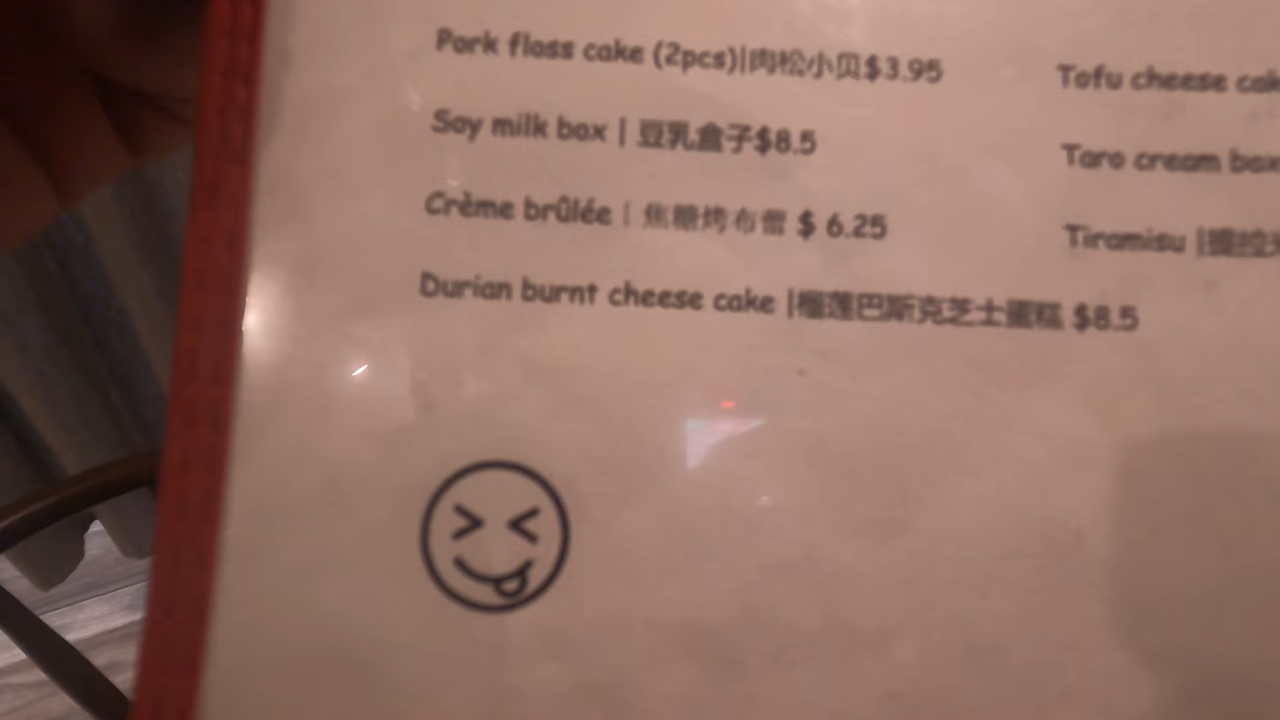 Pork floss cake (2pcs)|肉松小贝$3.95
Soy milk box | 豆乳盒子$8.5
Crème brûlée | 焦糖烤布蕾 $ 6.25
Durian burnt cheese cake |榴莲巴斯克芝士蛋糕 $8.5
Tofu cheese
Taro cream
Tiramisu |提拉